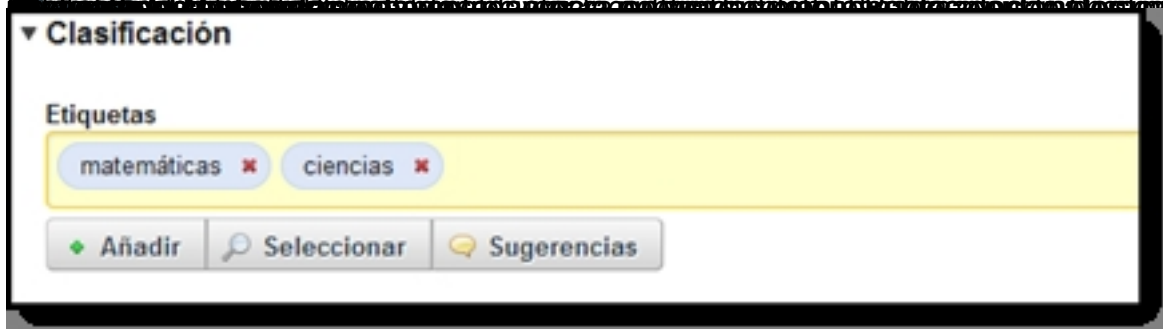 Clasificación
Etiquetas
matemáticas ciencias
Añadir Seleccionar Sugerencias